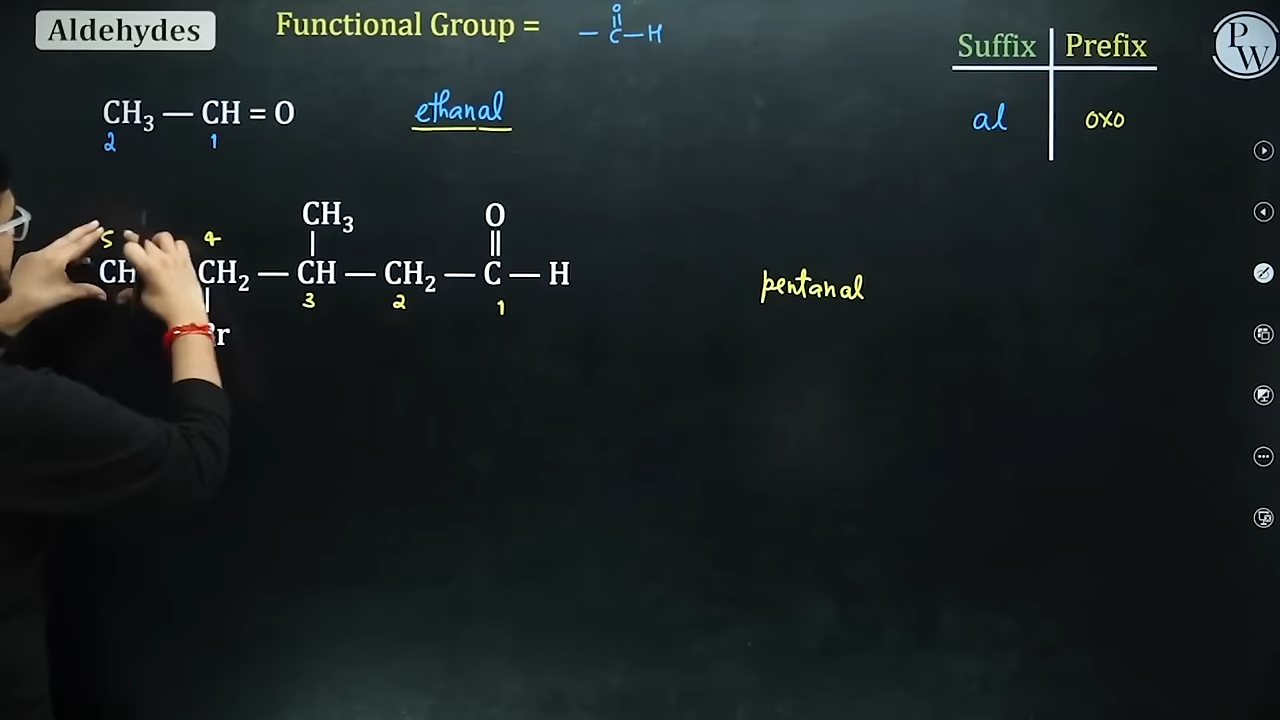 Aldehydes
Functional Group = - C - H
O
Suffix Prefix
al oxo
PW
CH₃ — CH = O ethanal
2 1
CH₃ O
5 4
CH CH₂ — CH — CH₂ — C — H pentanal
3 2 1